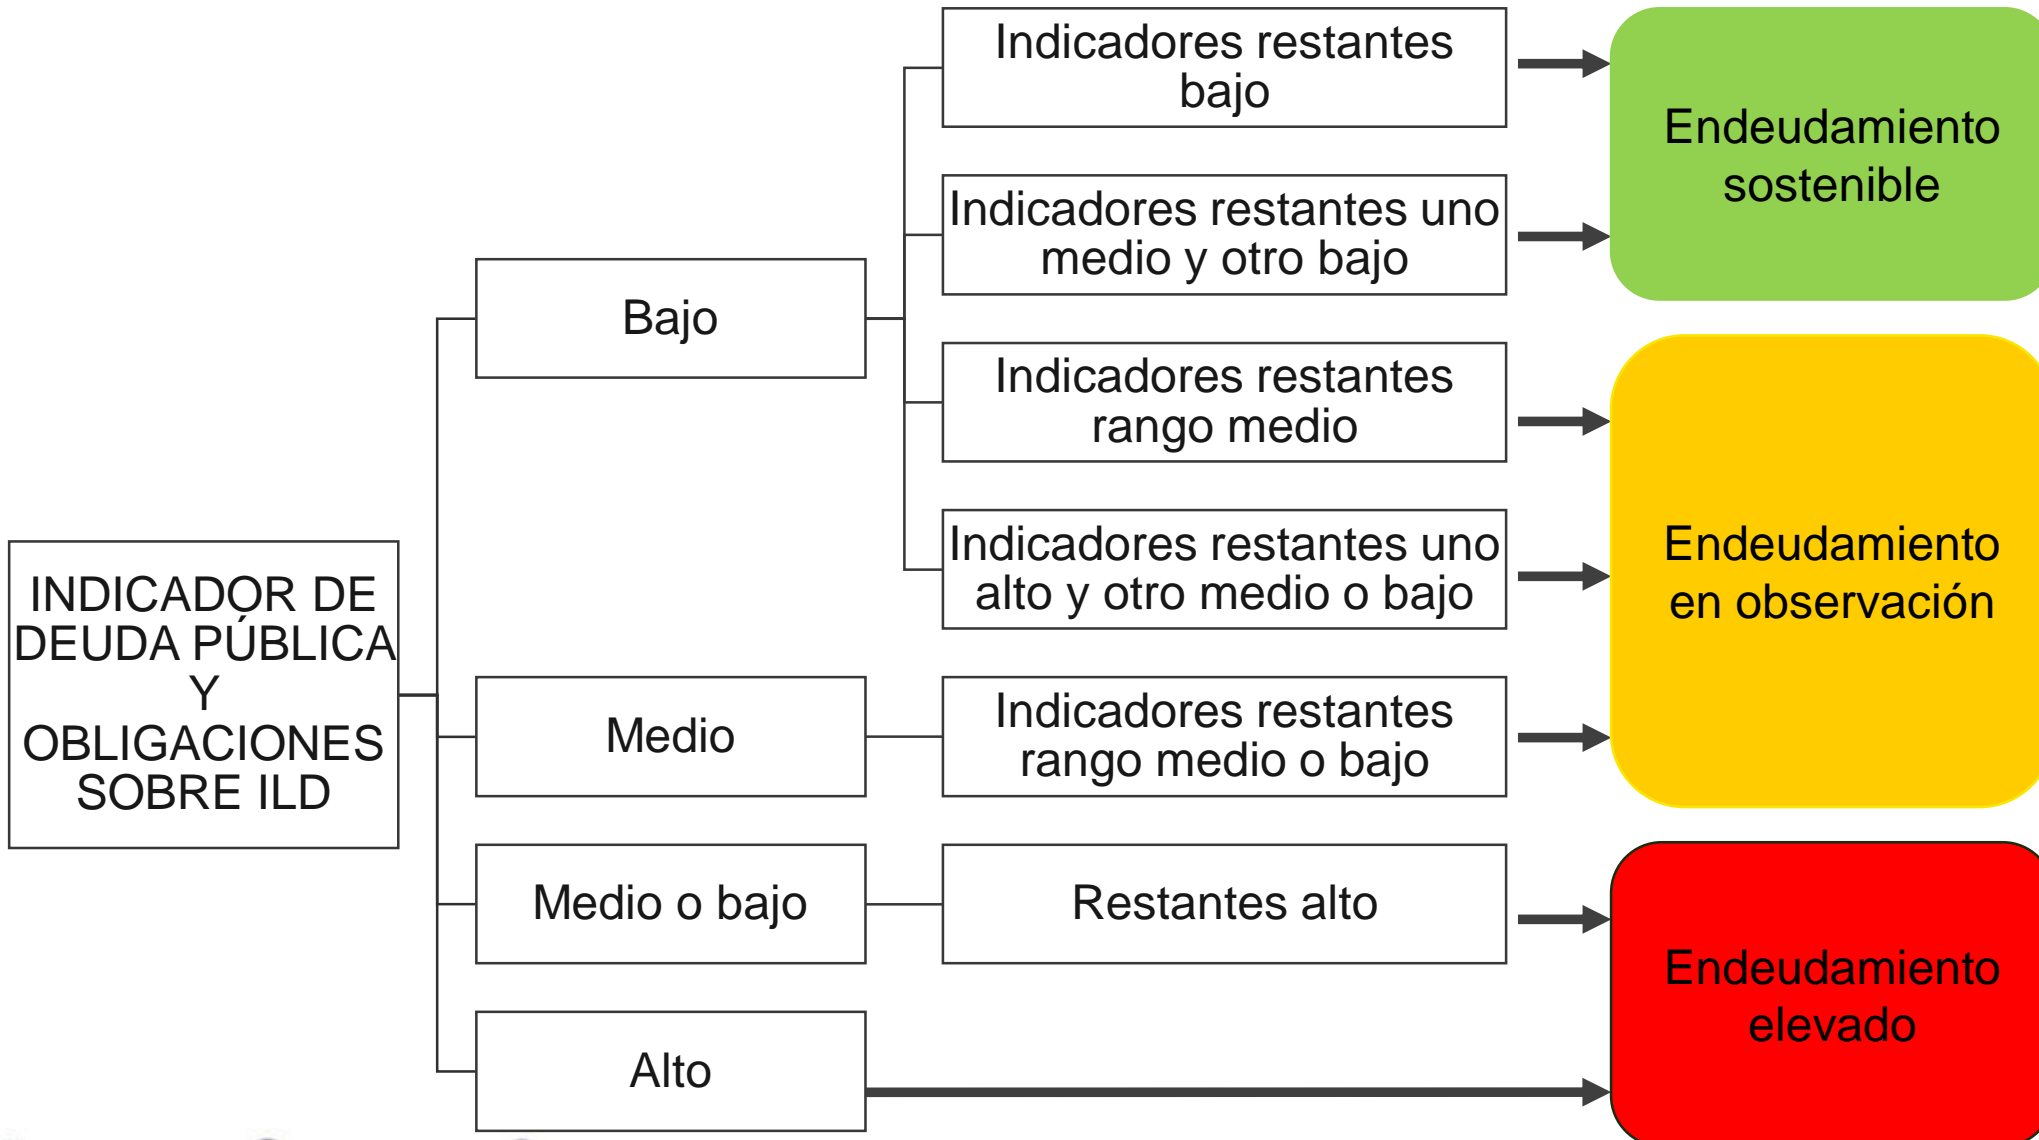 INDICADOR DE
DEUDA PÚBLICA
Y
OBLIGACIONES
SOBRE ILD
Bajo
Indicadores restantes
bajo
Indicadores restantes uno
medio y otro bajo
Indicadores restantes
rango medio
Indicadores restantes uno
alto y otro medio o bajo
Medio
Indicadores restantes
rango medio o bajo
Medio o bajo
Restantes alto
Alto
Endeudamiento
sostenible
Endeudamiento
en observación
Endeudamiento
elevado